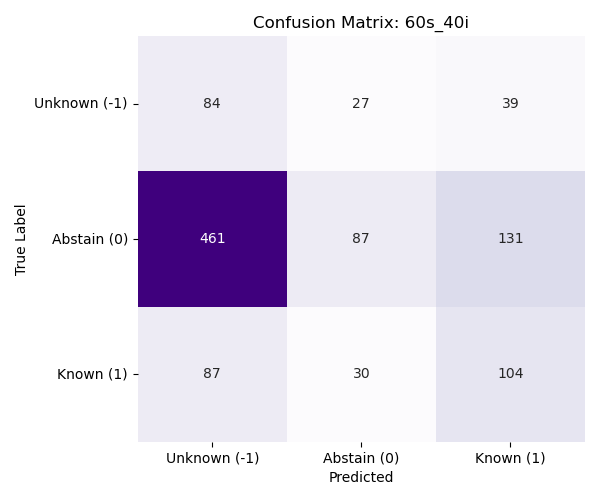 Confusion Matrix: 60s_40i
True Label
Unknown (-1) 84 27 39
Abstain (0) 461 87 131
Known (1) 87 30 104
Unknown (-1) Abstain (0) Known (1)
Predicted